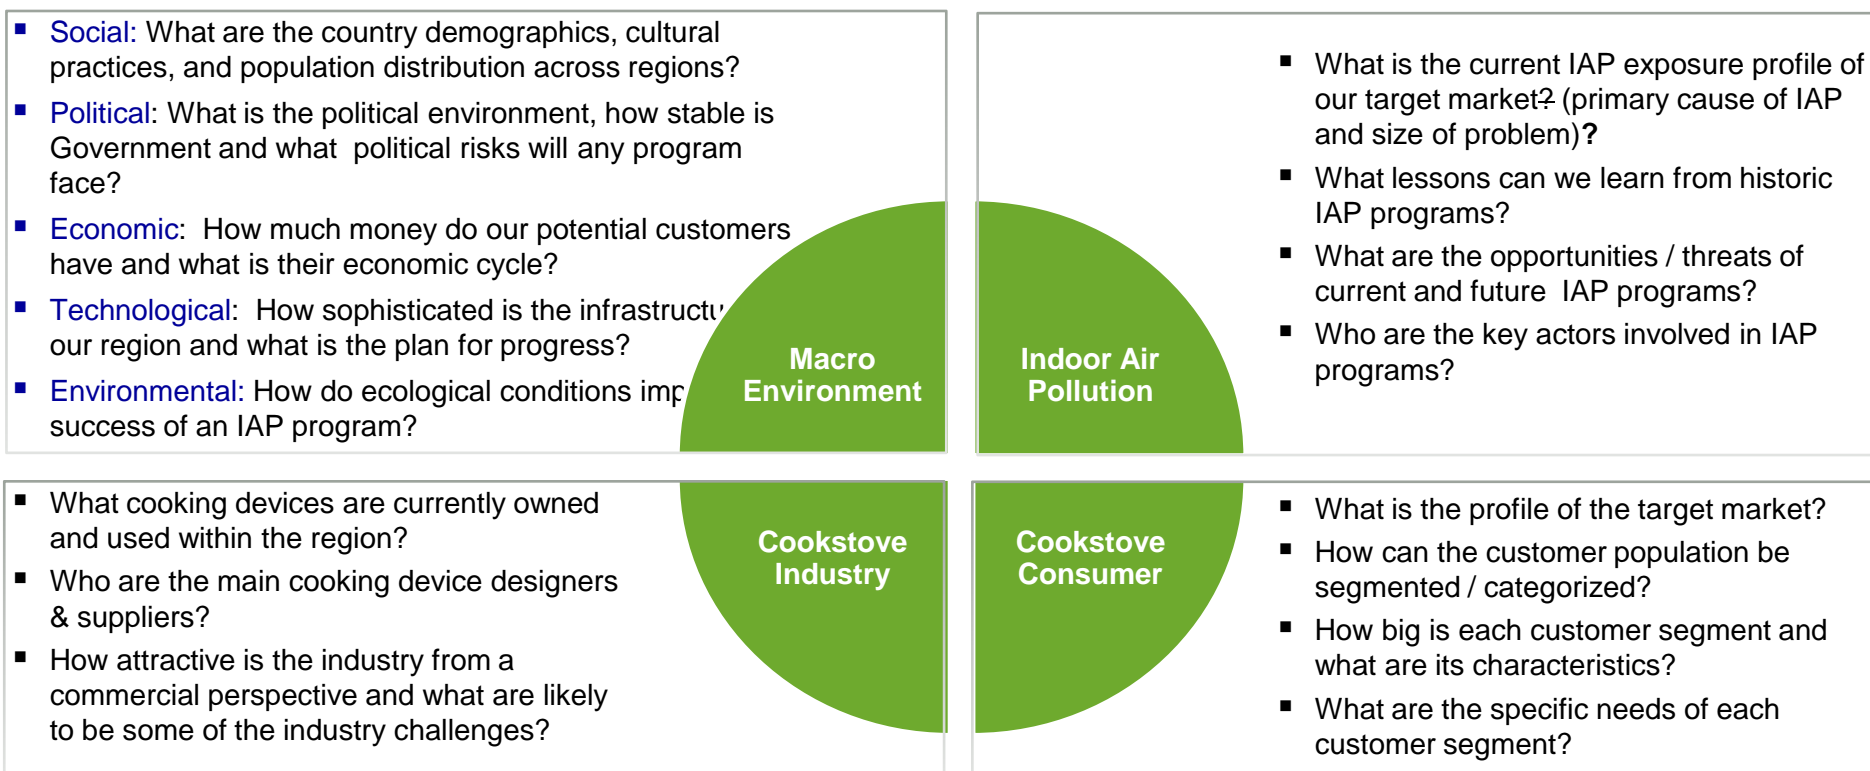 Social: What are the country demographics, cultural
practices, and population distribution across regions?
Political: What is the political environment, how stable is
Government and what political risks will any program
face?
Economic: How much money do our potential customers
have and what is their economic cycle?
Technological: How sophisticated is the infrastructu
our region and what is the plan for progress?
Environmental: How do ecological conditions imp
success of an IAP program?
Macro
Environment
What is the current IAP exposure profile of
our target market? (primary cause of IAP
and size of problem)?
What lessons can we learn from historic
IAP programs?
What are the opportunities / threats of
current and future IAP programs?
Who are the key actors involved in IAP
programs?
Indoor Air
Pollution
What cooking devices are currently owned
and used within the region?
Who are the main cooking device designers
& suppliers?
How attractive is the industry from a
commercial perspective and what are likely
to be some of the industry challenges?
Cookstove
Industry
Cookstove
Consumer
What is the profile of the target market?
How can the customer population be
segmented / categorized?
How big is each customer segment and
what are its characteristics?
What are the specific needs of each
customer segment?